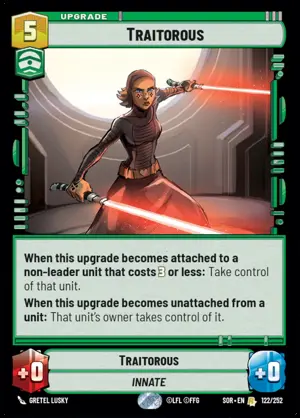 UPGRADE
5
TRAITOROUS
When this upgrade becomes attached to a
non-leader unit that costs 3 or less: Take control
of that unit.
When this upgrade becomes unattached from a
unit: That unit's owner takes control of it.
TRAITOROUS
+0
INNATE
+0
GRETEL LUSKY
©LFL ©FFG
SOR • EN
R
122/252